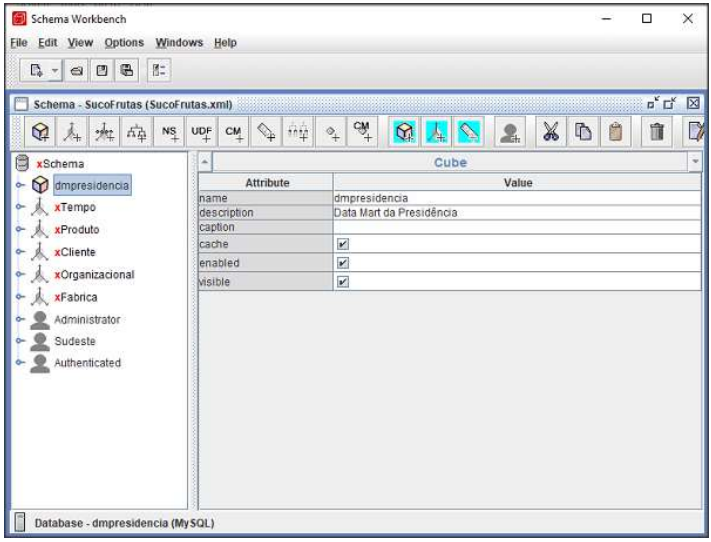 Schema Workbench
File Edit View Options Windows Help
Schema - SucoFrutas (SucoFrutas.xml)
NS UDF CM CM
Cube
xSchema
dmpresidencia
xTempo
xProduto
xCliente
xOrganizacional
xFabrica
Administrator
Sudeste
Authenticated
Attribute Value
name dmpresidencia
description Data Mart da Presidência
caption
cache
enabled
visible
Database - dmpresidencia (MySQL)